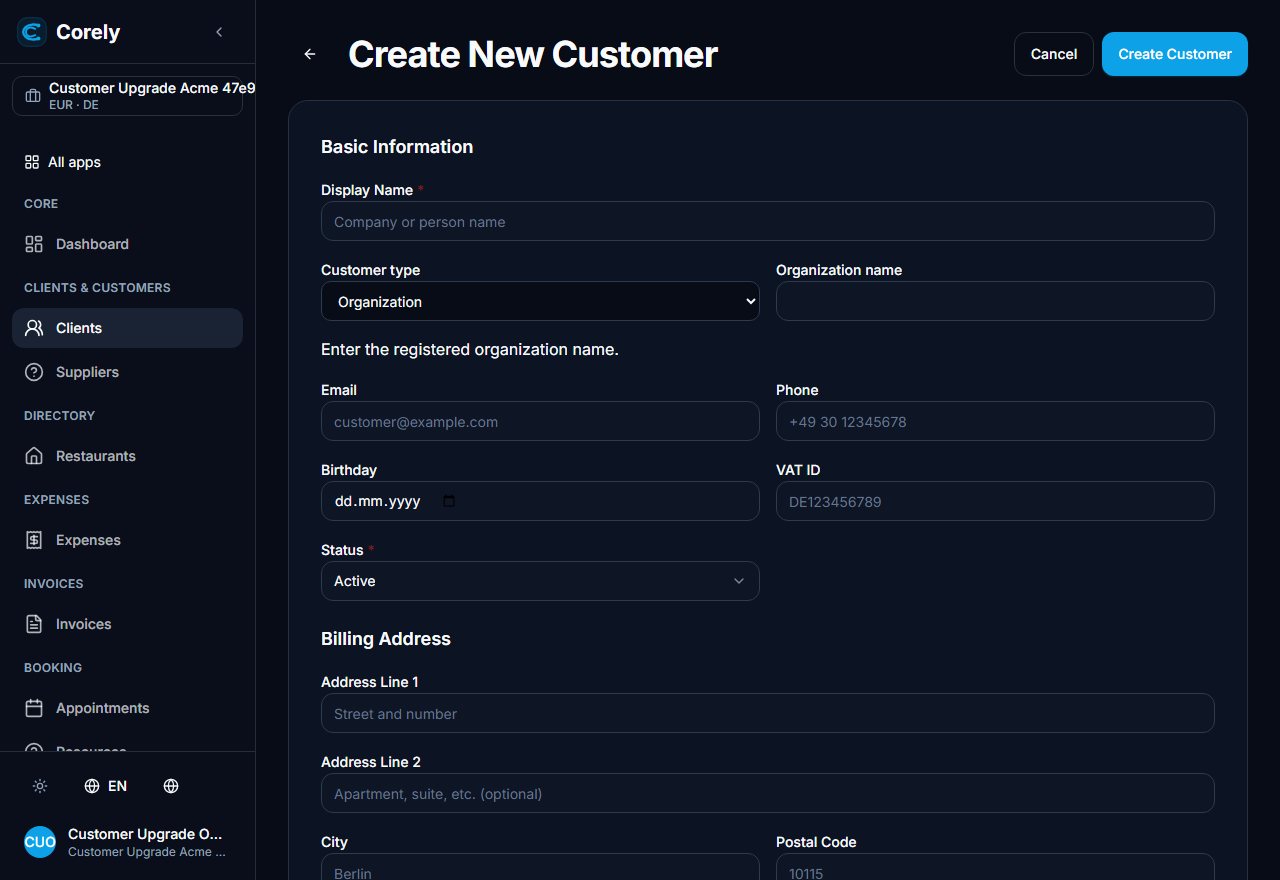 Corely
Customer Upgrade Acme 47e9
EUR · DE
All apps
CORE
Dashboard
CLIENTS & CUSTOMERS
Clients
Suppliers
DIRECTORY
Restaurants
EXPENSES
Expenses
INVOICES
Invoices
BOOKING
Appointments
Resources
EN
CUO
Customer Upgrade O...
Customer Upgrade Acme ...
Create New Customer
Cancel
Create Customer
Basic Information
Display Name *
Company or person name
Customer type
Organization name
Organization
Enter the registered organization name.
Email
Phone
customer@example.com
+49 30 12345678
Birthday
VAT ID
dd.mm.yyyy
DE123456789
Status *
Active
Billing Address
Address Line 1
Street and number
Address Line 2
Apartment, suite, etc. (optional)
City
Postal Code
Berlin
10115